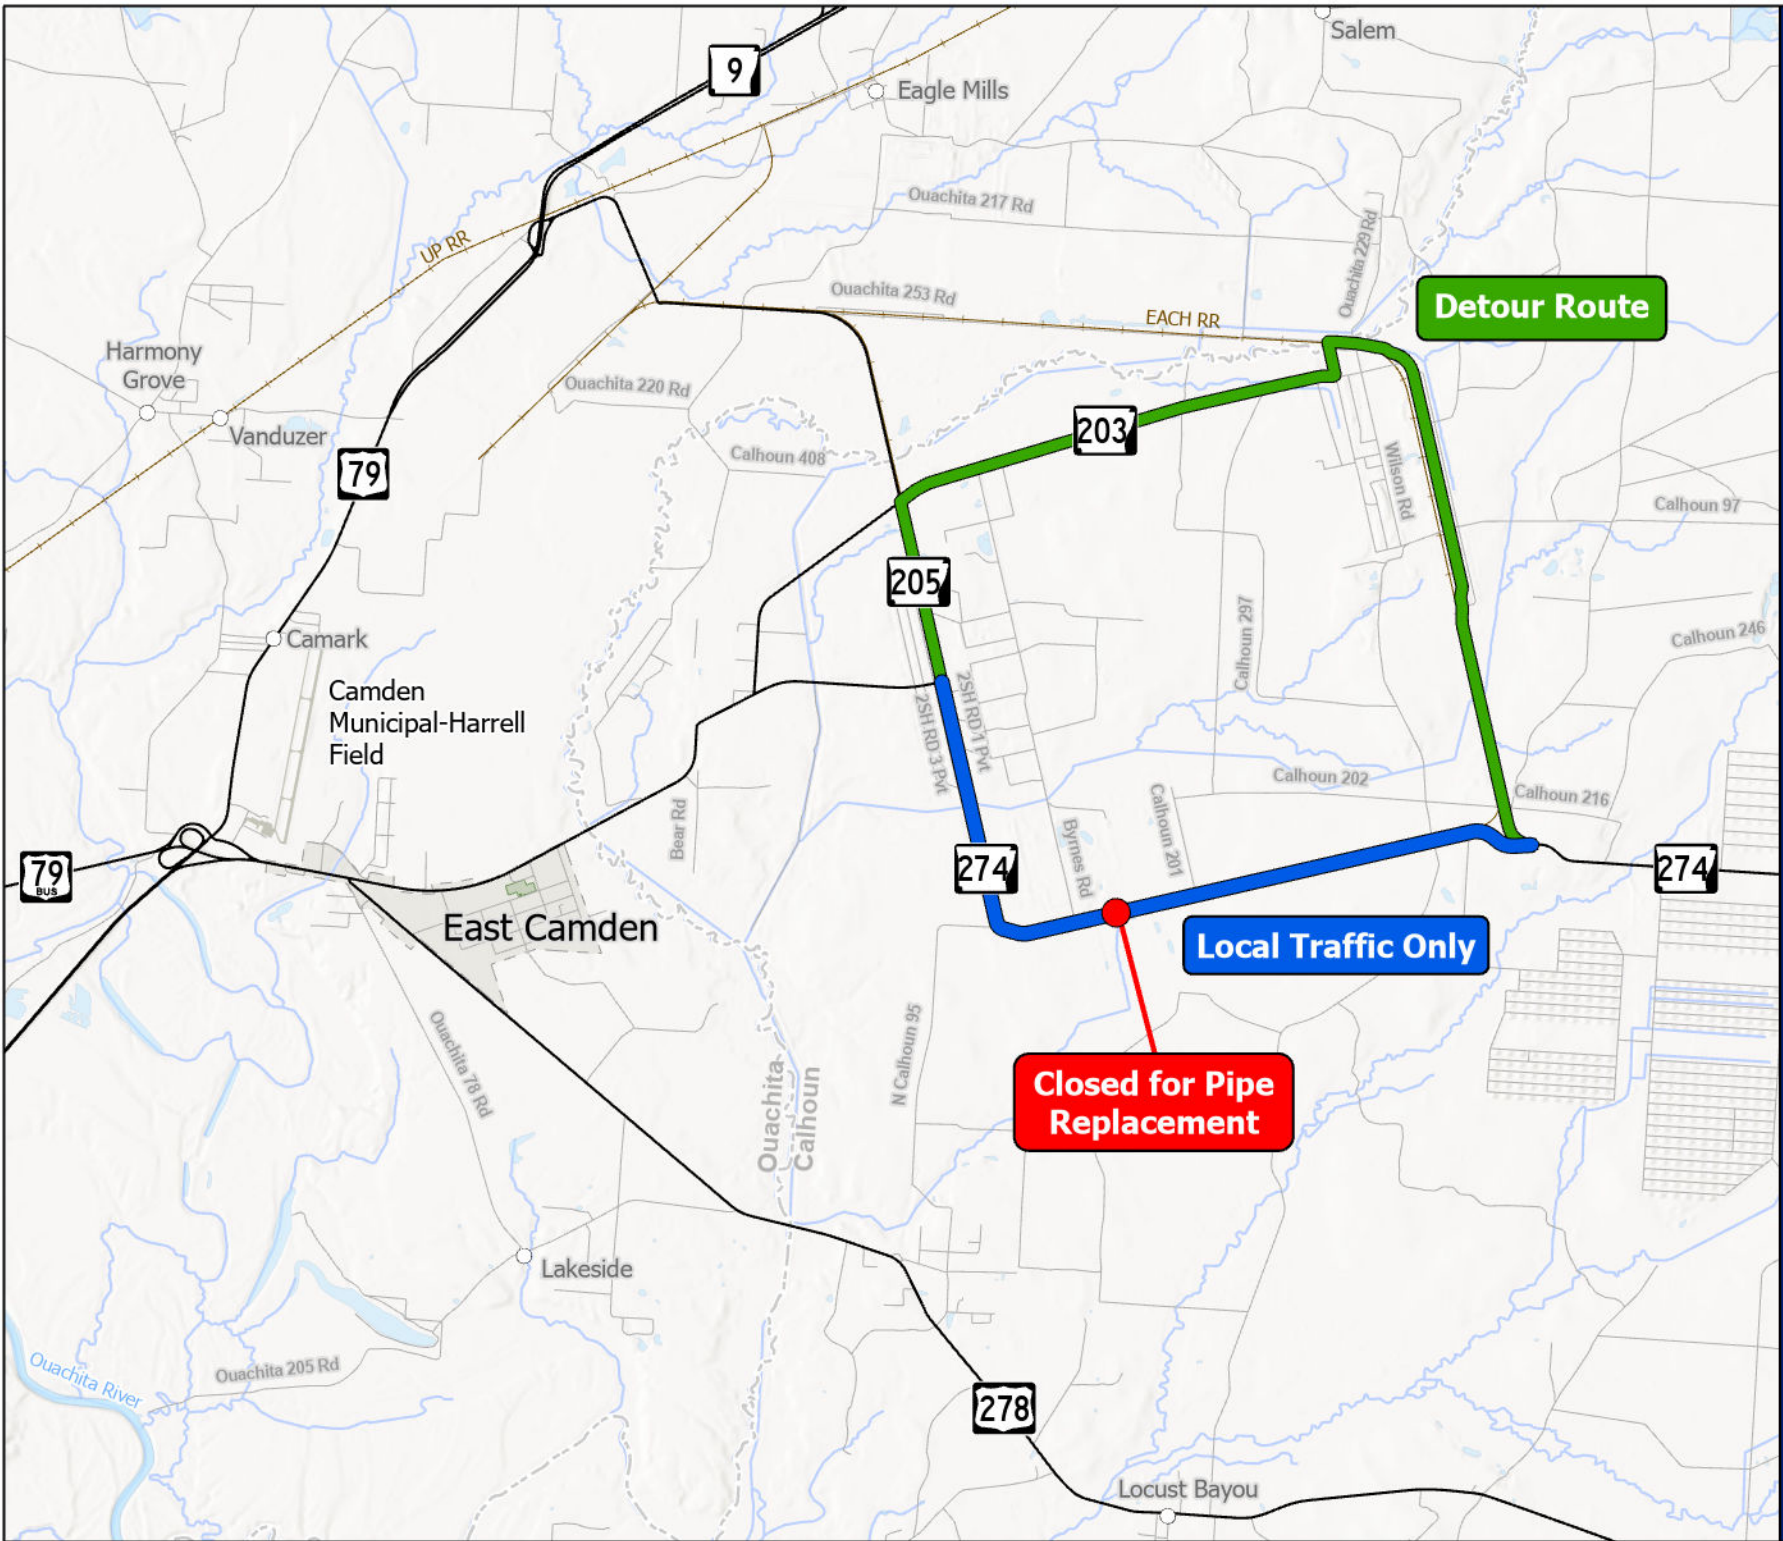 Salem
9
Eagle Mills
Ouachita 217 Rd
Ouachita 229 Rd
UP RR
Ouachita 253 Rd
EACH RR
Detour Route
Harmony
Grove
Ouachita 220 Rd
Vanduzer
203
Calhoun 408
79
Wilson Rd
Calhoun 97
205
Calhoun 297
Camark
Calhoun 246
Camden
Municipal-Harrell
Field
2SH RD 1 Pvt
2SH RD 3 Pvt
Calhoun 202
Calhoun 216
Bear Rd
Byrnes Rd
Calhoun 201
79
BUS
274
274
East Camden
Local Traffic Only
Ouachita 78 Rd
N Calhoun 95
Ouachita
Calhoun
Closed for Pipe
Replacement
Lakeside
Ouachita River
Ouachita 205 Rd
278
Locust Bayou